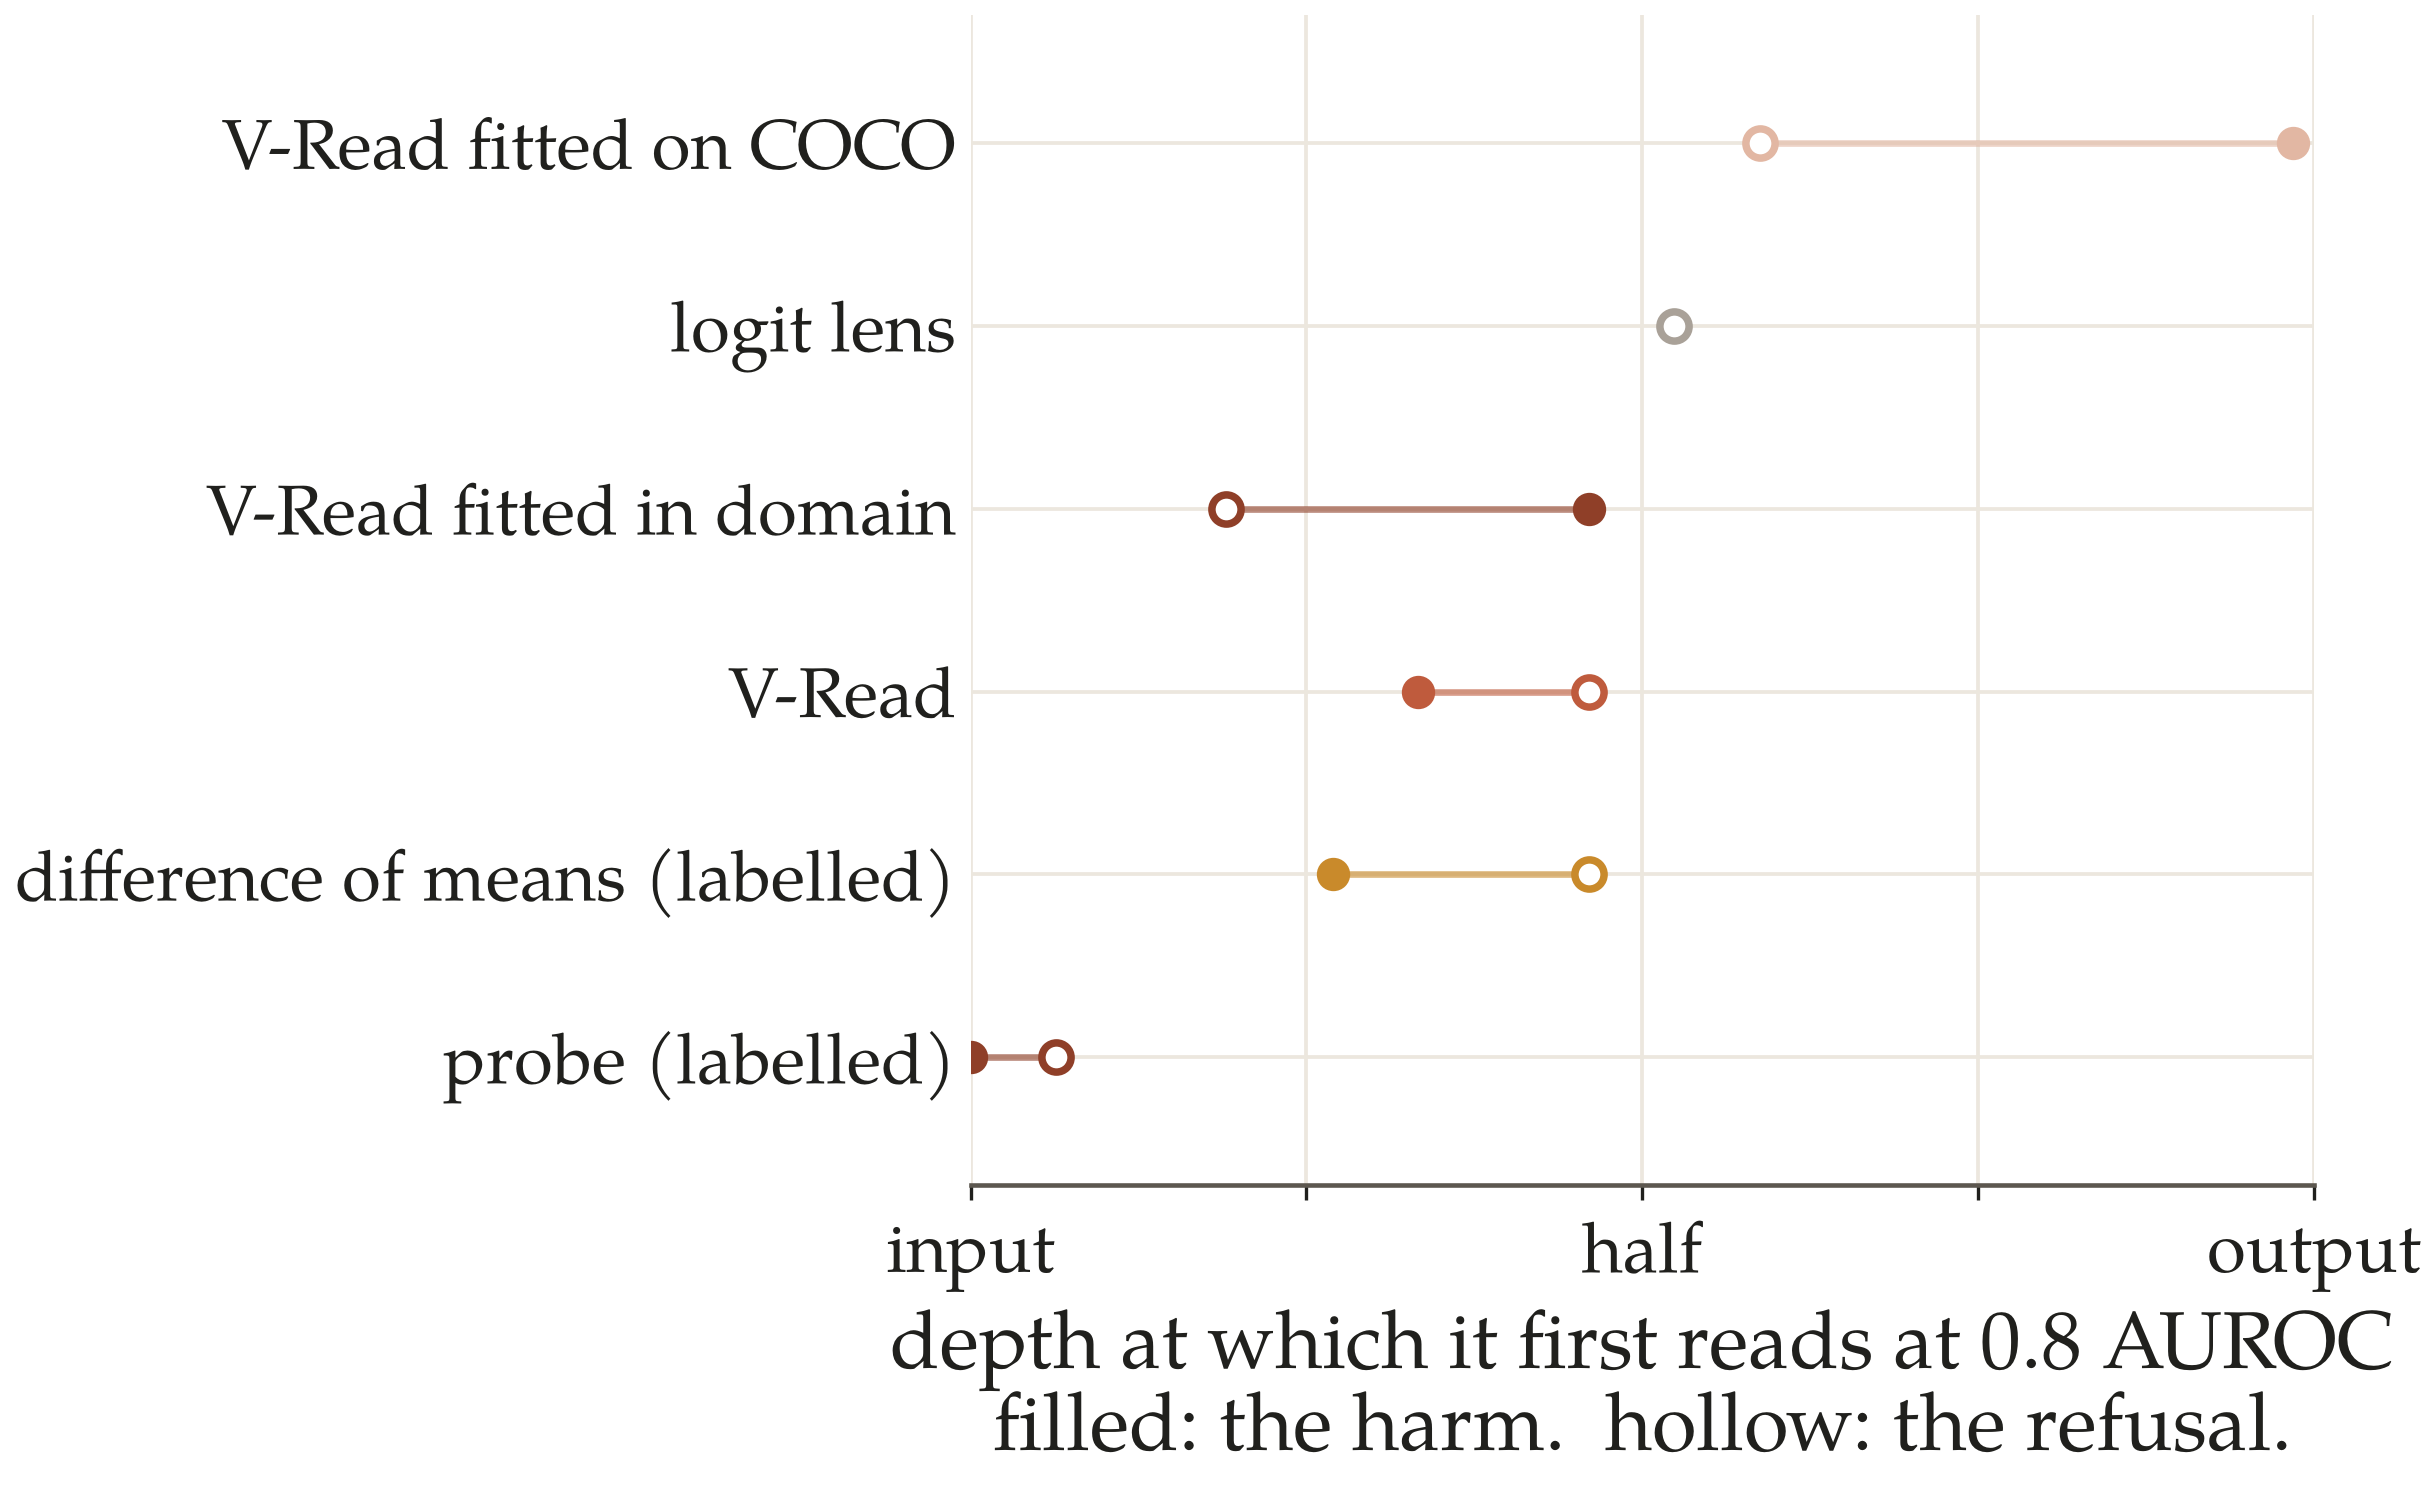 V-Read fitted on COCO
logit lens
V-Read fitted in domain
V-Read
difference of means (labelled)
probe (labelled)
input half output
depth at which it first reads at 0.8 AUROC
filled: the harm.  hollow: the refusal.